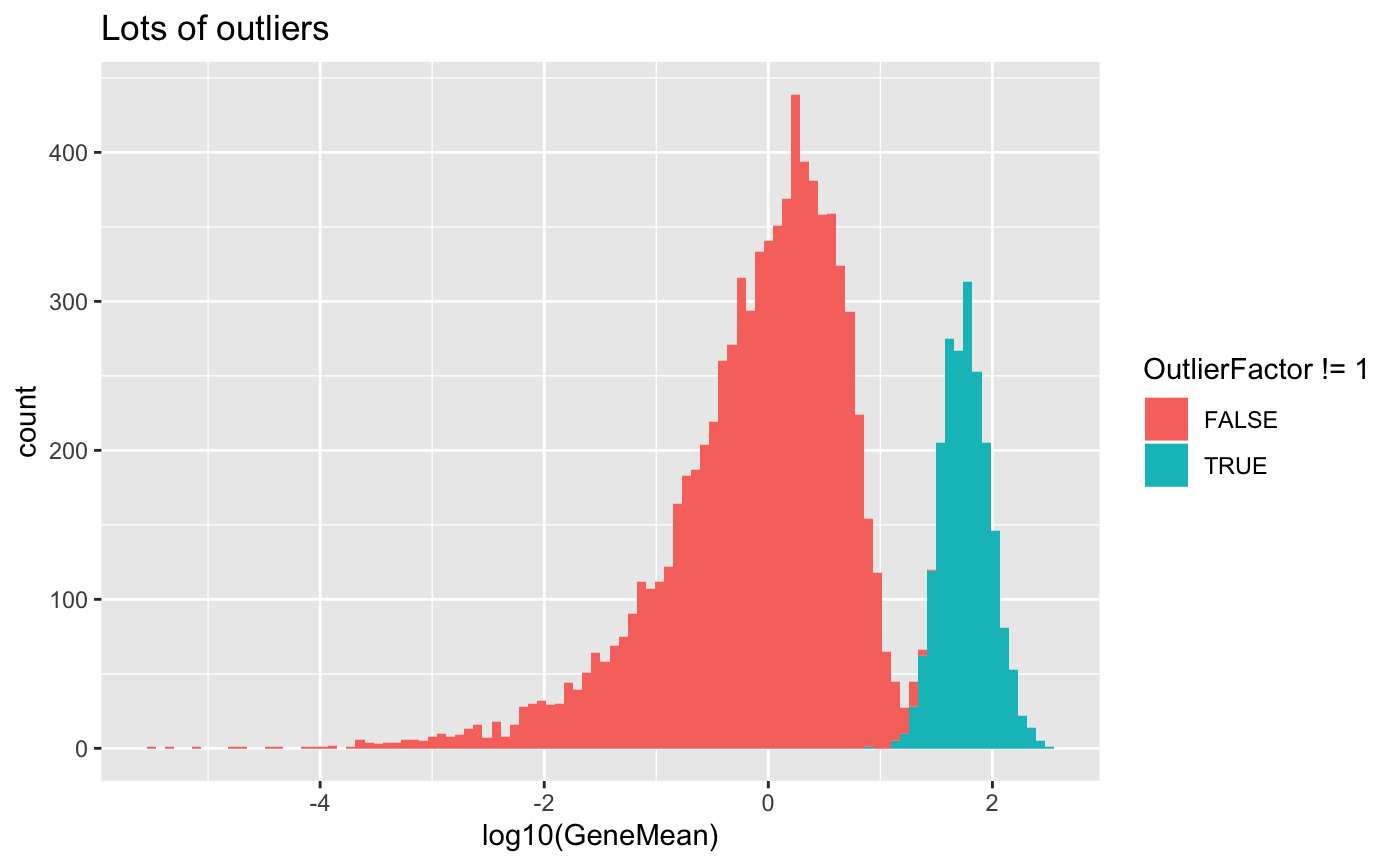 Lots of outliers
400
300
200
100
0
count
-4
-2
0
2
log10(GeneMean)
OutlierFactor != 1
FALSE
TRUE